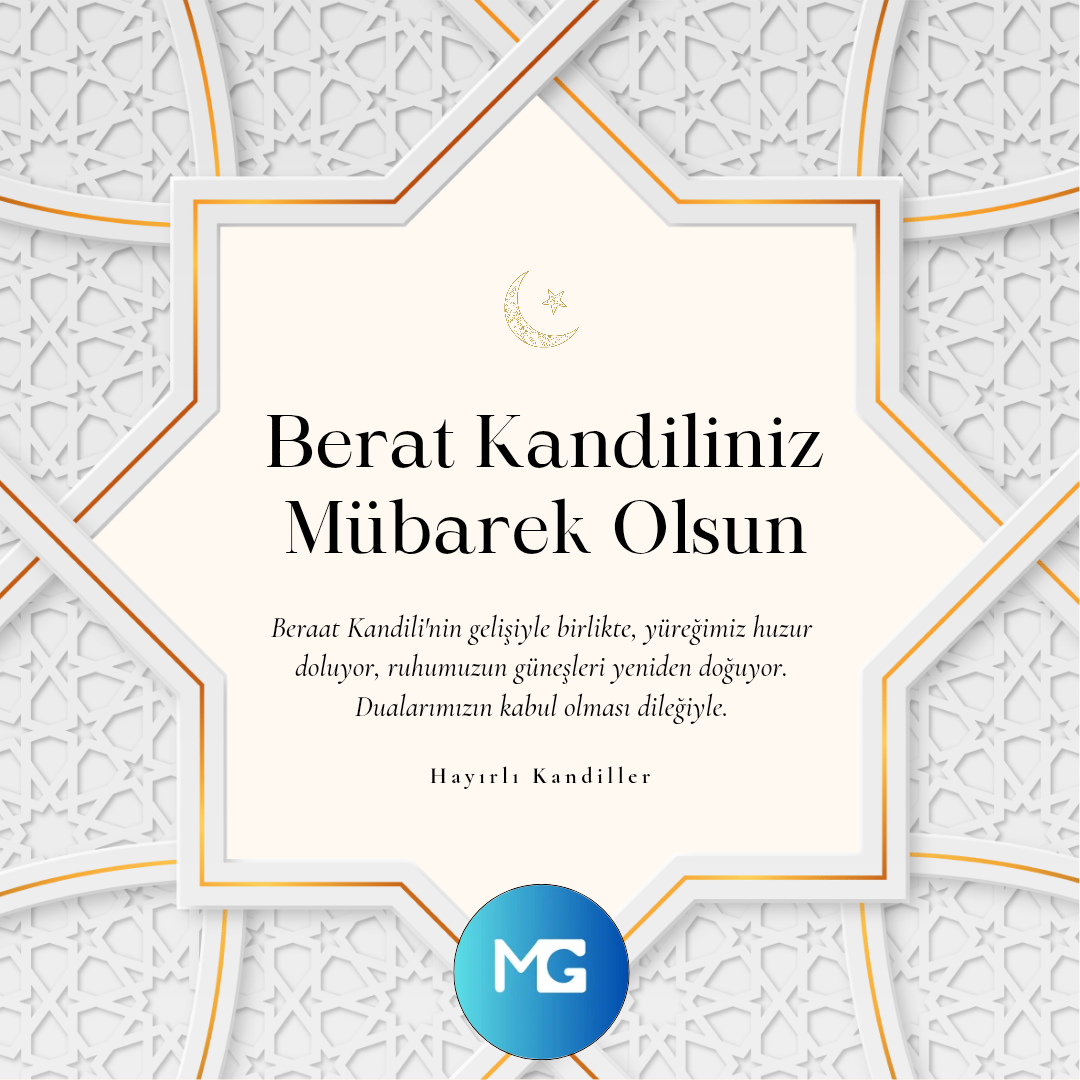 Berat Kandiliniz
Mübarek Olsun
Beraat Kandili'nin gelişiyle birlikte, yüreğimiz huzur
doluyor, ruhumuzun güneşleri yeniden doğuyor.
Dualarımızın kabul olması dileğiyle.
Hayırlı Kandiller
MG